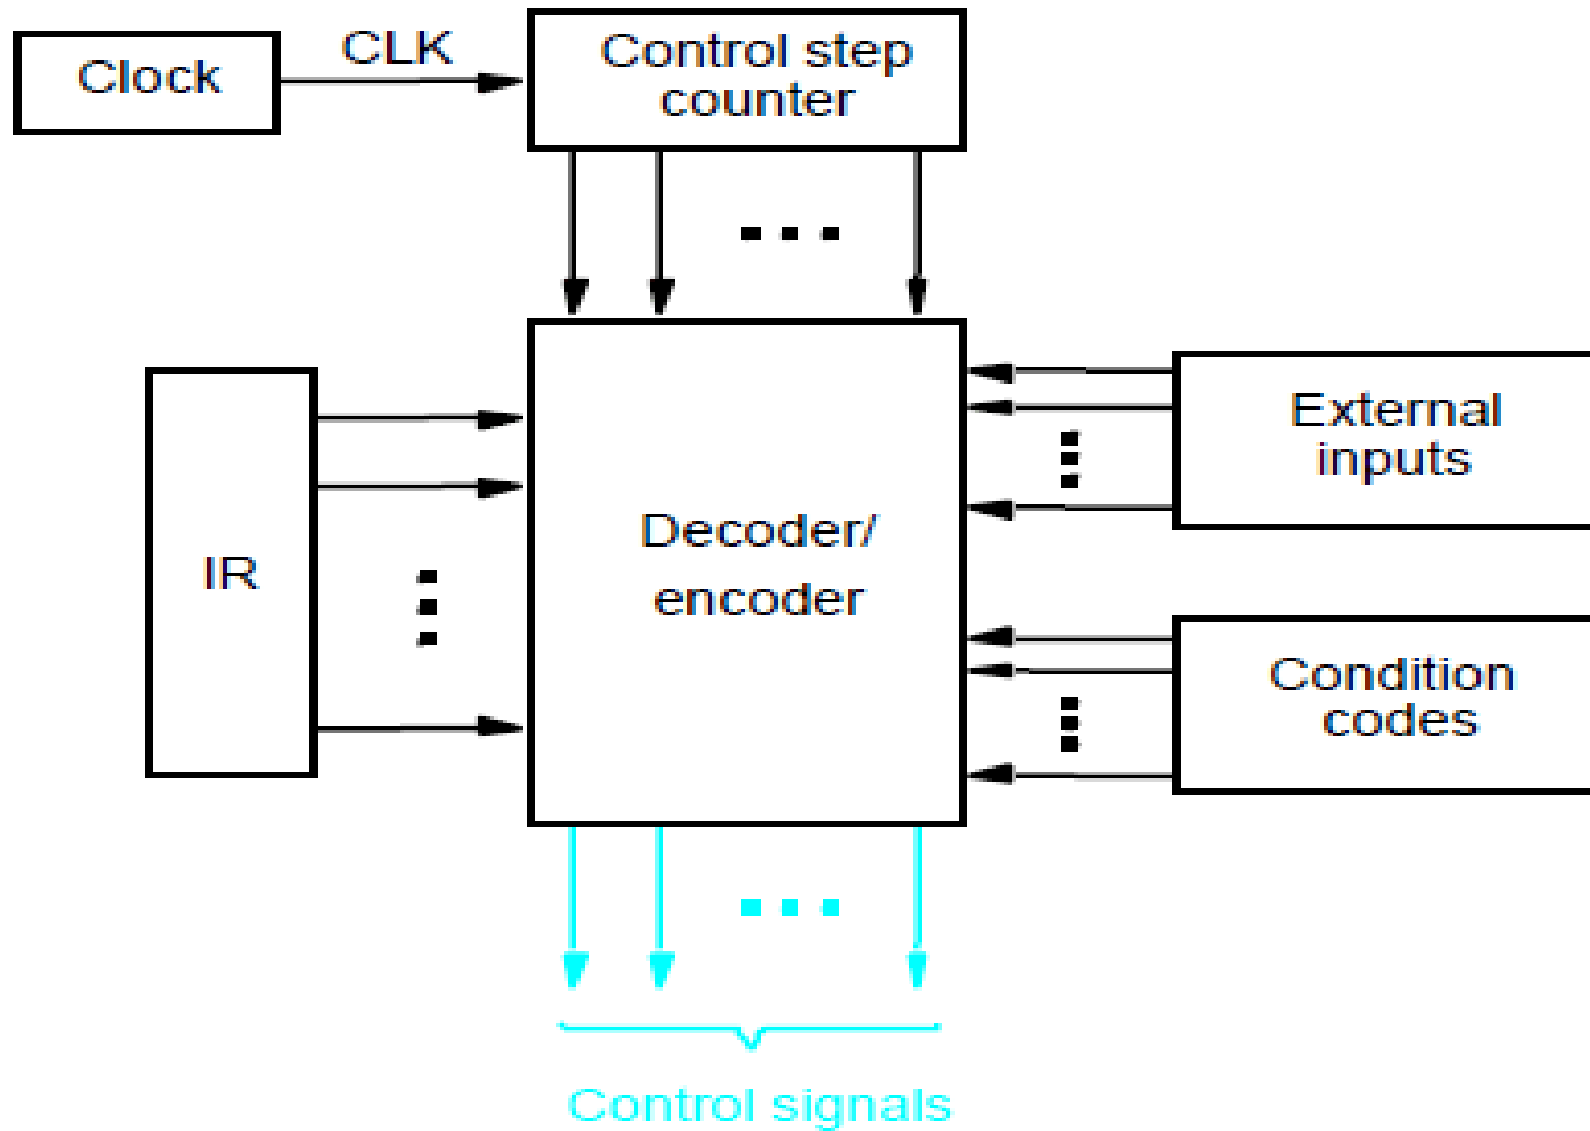 Clock
CLK
Control step
counter
IR
Decoder/
encoder
External
inputs
Condition
codes
Control signals